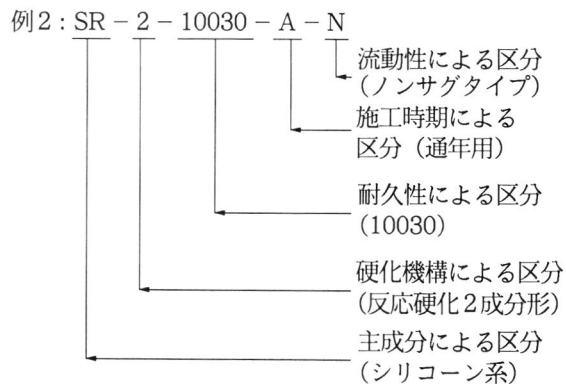 例2：SR－2－10030－A－N
流動性による区分
（ノンサグタイプ）
施工時期による
区分（通年用）
耐久性による区分
（10030）
硬化機構による区分
（反応硬化2成分形）
主成分による区分
（シリコーン系）